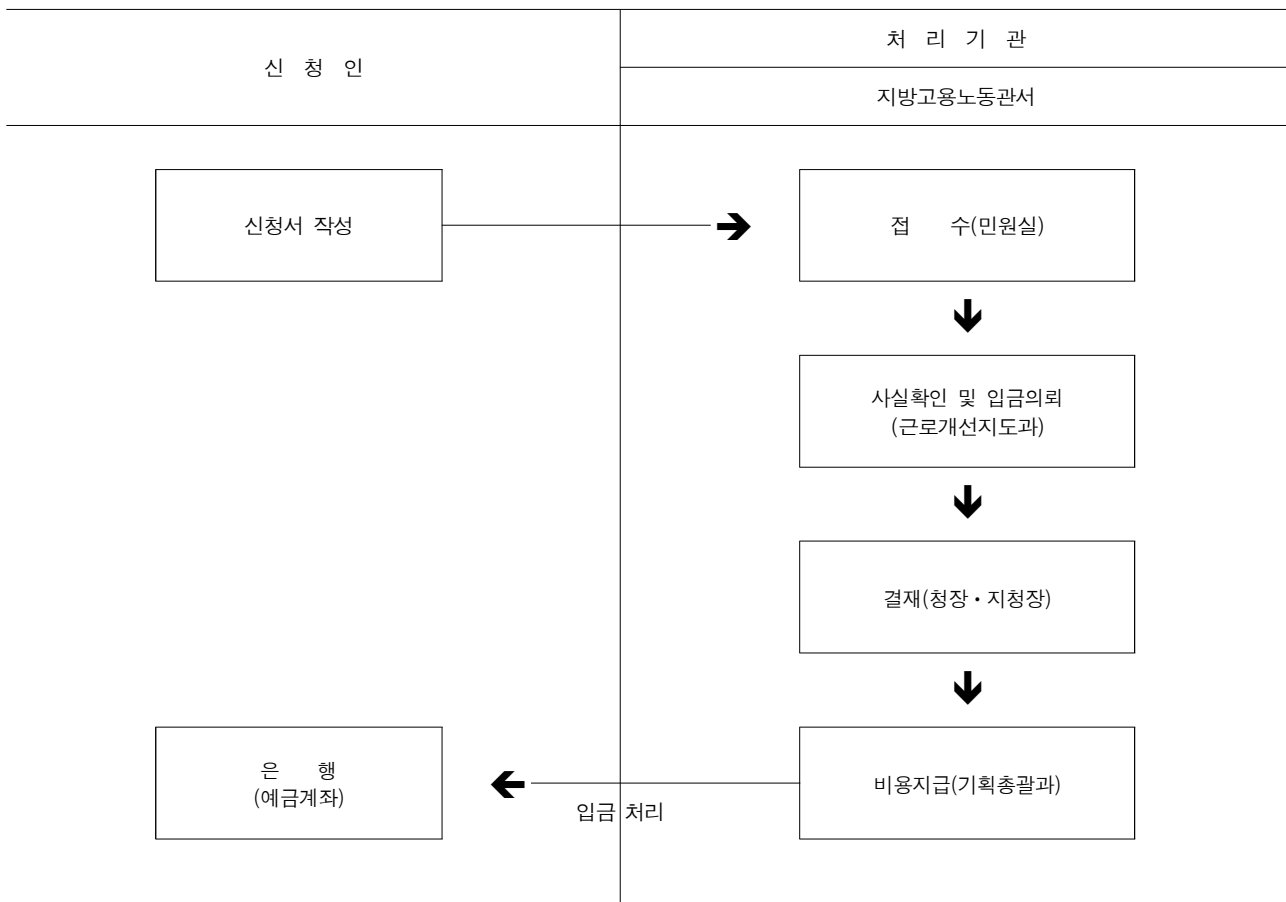 신 청 인
처 리 기 관
지방고용노동관서
신청서 작성
접 수(민원실)
사실확인 및 입금의뢰
(근로개선지도과)
결재(청장·지청장)
비용지급(기획총괄과)
입금 처리
은 행
(예금계좌)